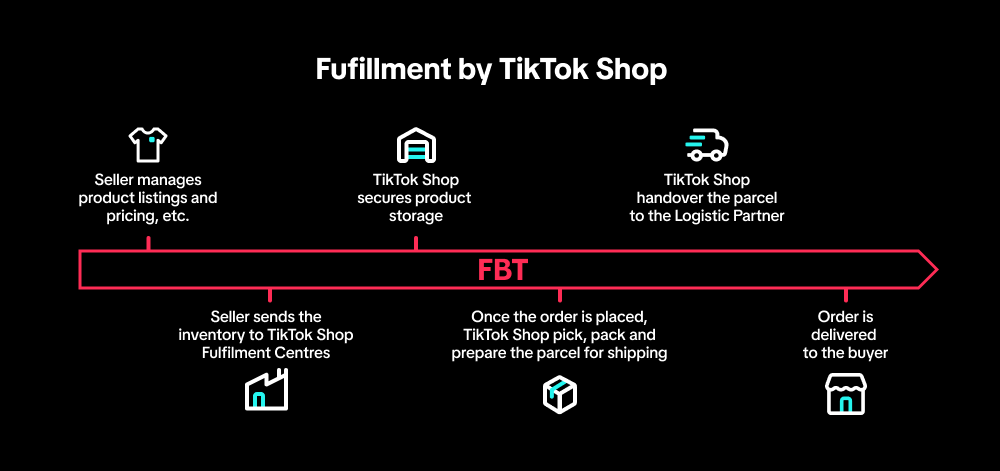 Fufillment by TikTok Shop
Seller manages
product listings and
pricing, etc.
TikTok Shop
secures product
storage
TikTok Shop
handover the parcel
to the Logistic Partner
FBT
Seller sends the
inventory to TikTok Shop
Fulfilment Centres
Once the order is placed,
TikTok Shop pick, pack and
prepare the parcel for shipping
Order is
delivered
to the buyer